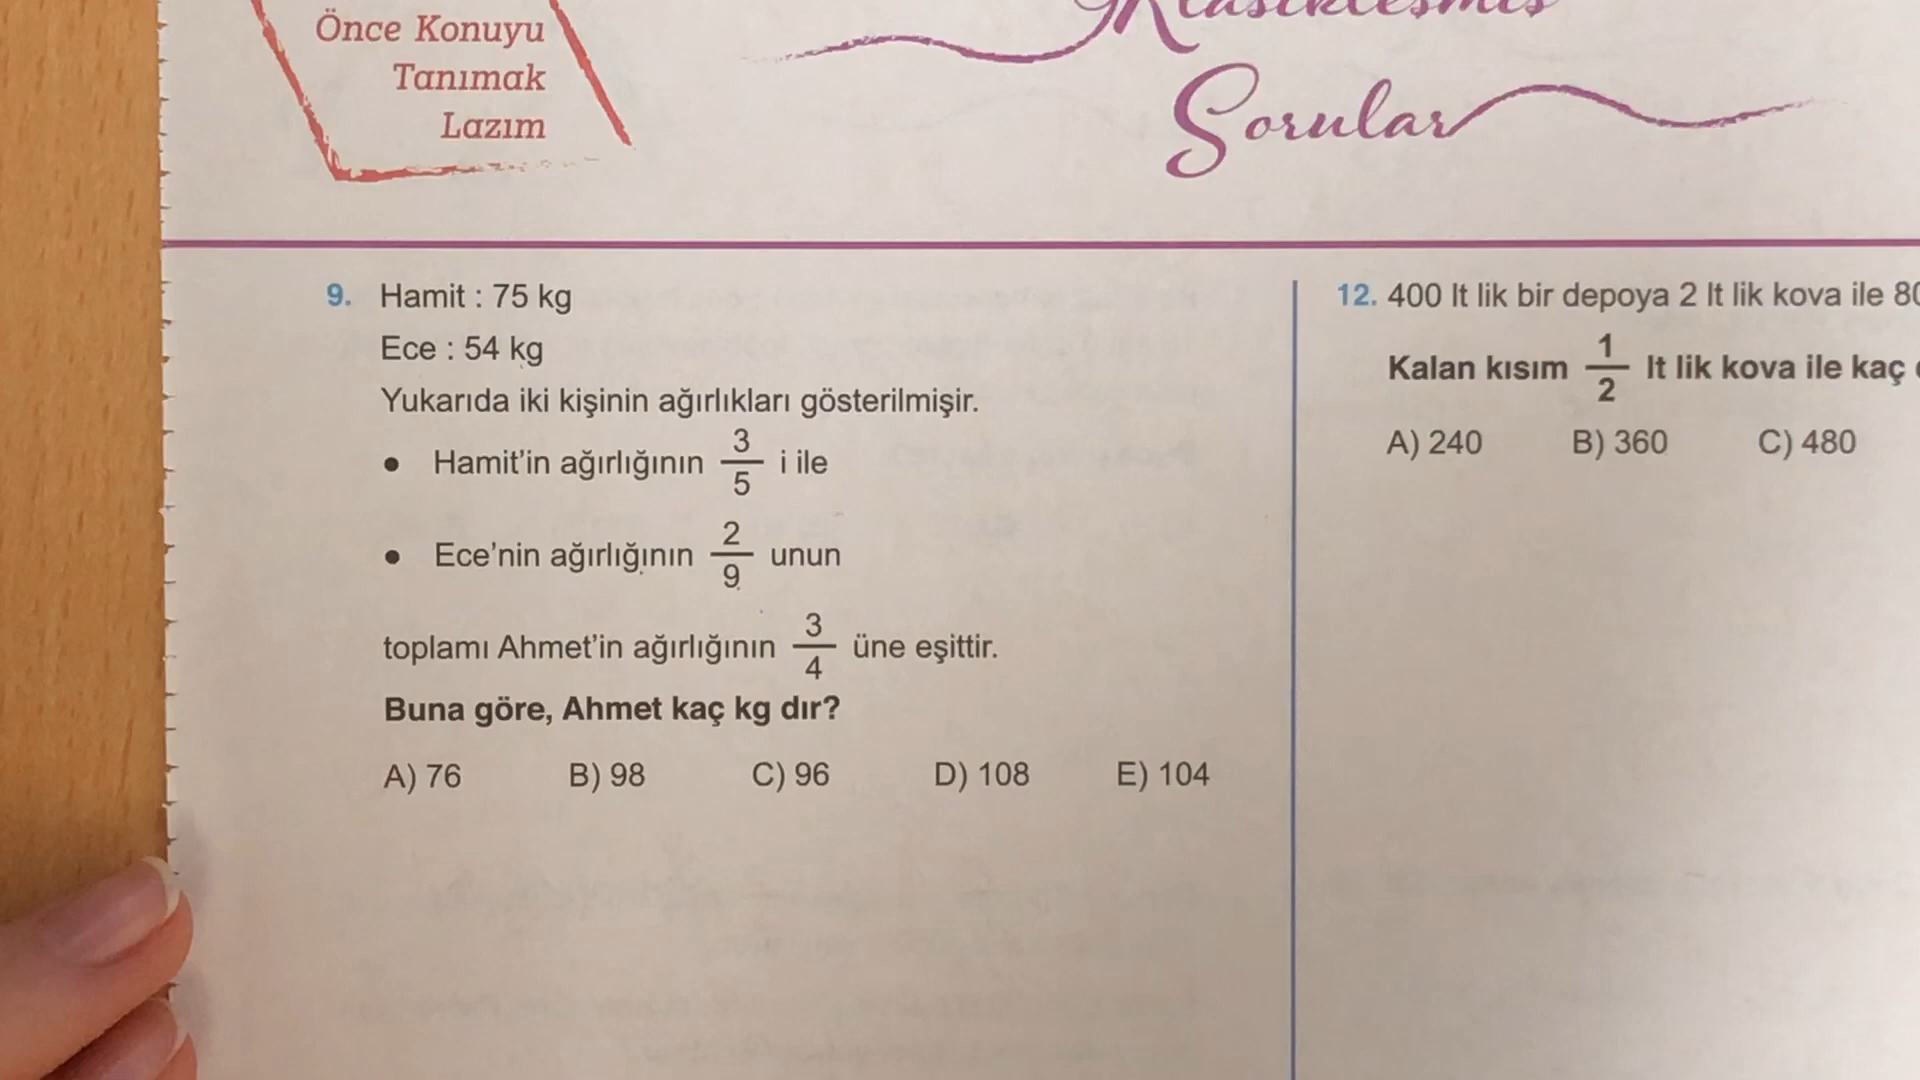 Önce Konuyu
Tanımak
Lazım
Sorular
9. Hamit : 75 kg
Ece : 54 kg
Yukarıda iki kişinin ağırlıkları gösterilmişir.
• Hamit'in ağırlığının 3/5 i ile
• Ece'nin ağırlığının 2/9 unun
toplamı Ahmet'in ağırlığının 3/4 üne eşittir.
Buna göre, Ahmet kaç kg dır?
A) 76 B) 98 C) 96 D) 108 E) 104
12. 400 lt lik bir depoya 2 lt lik kova ile 80
Kalan kısım 1/2 lt lik kova ile kaç
A) 240 B) 360 C) 480